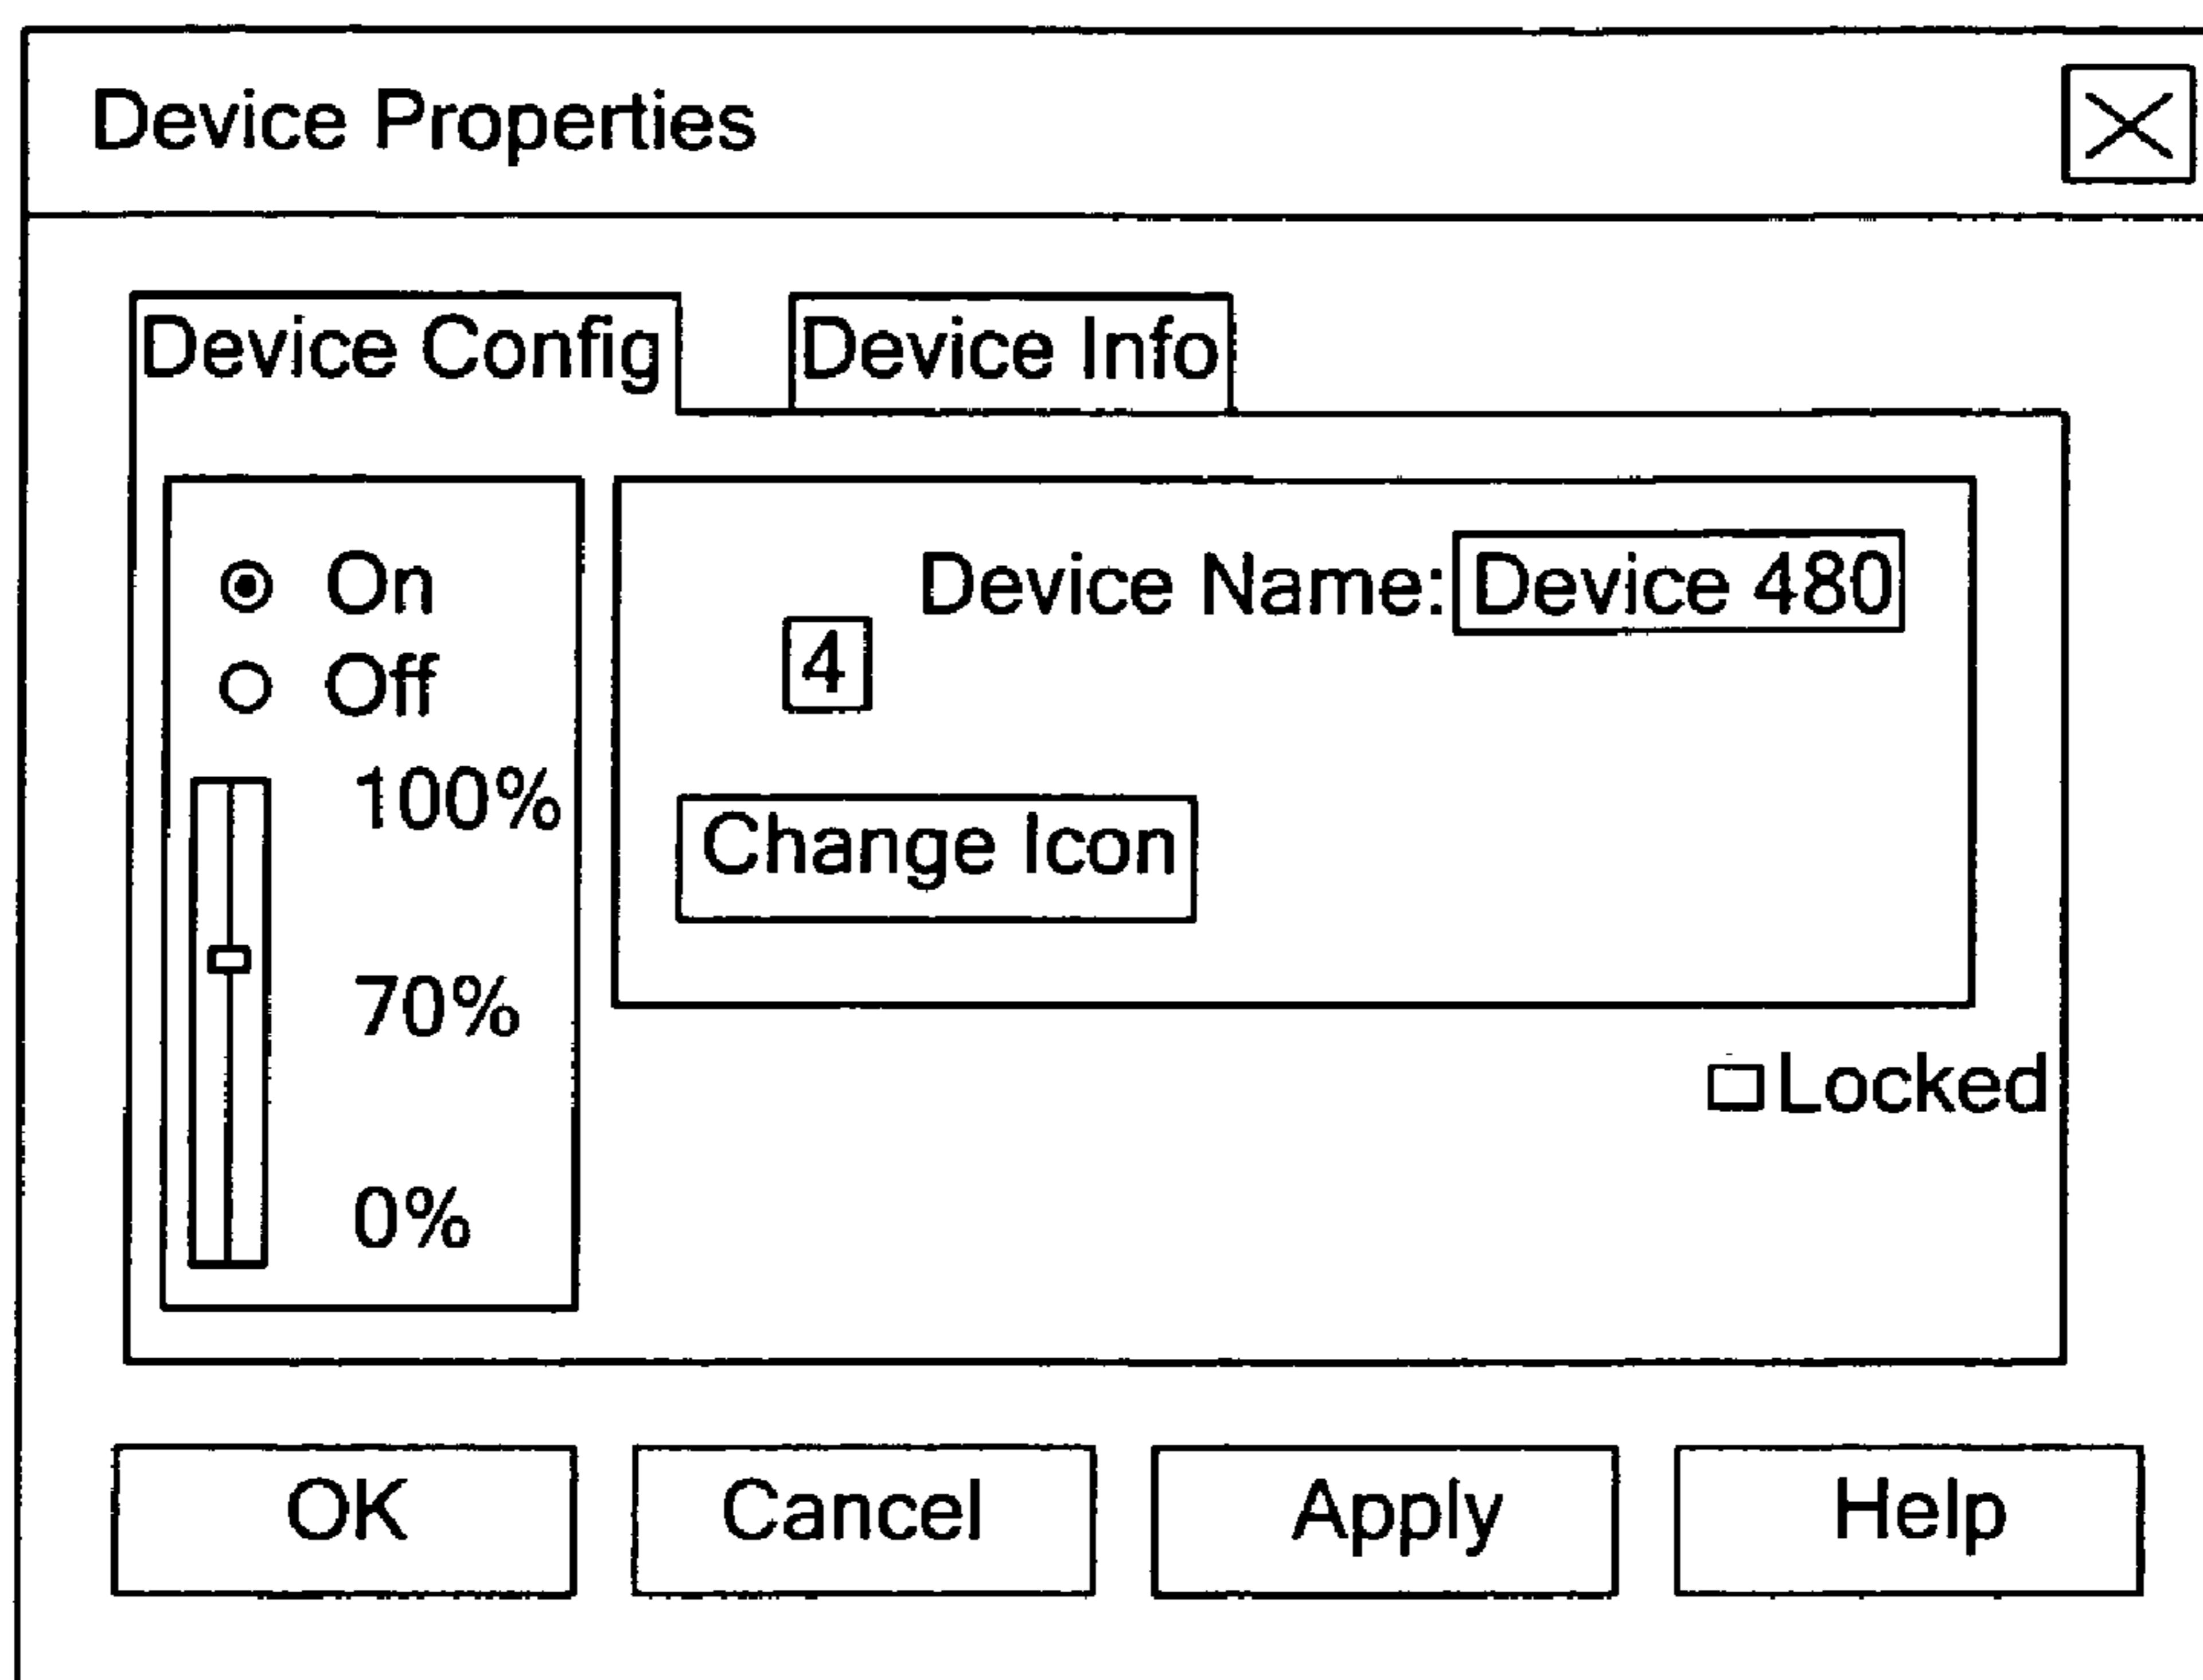 Device Properties
Device Config
Device Info
On
Off
100%
70%
0%
Device Name: Device 480
4
Change Icon
Locked
OK
Cancel
Apply
Help